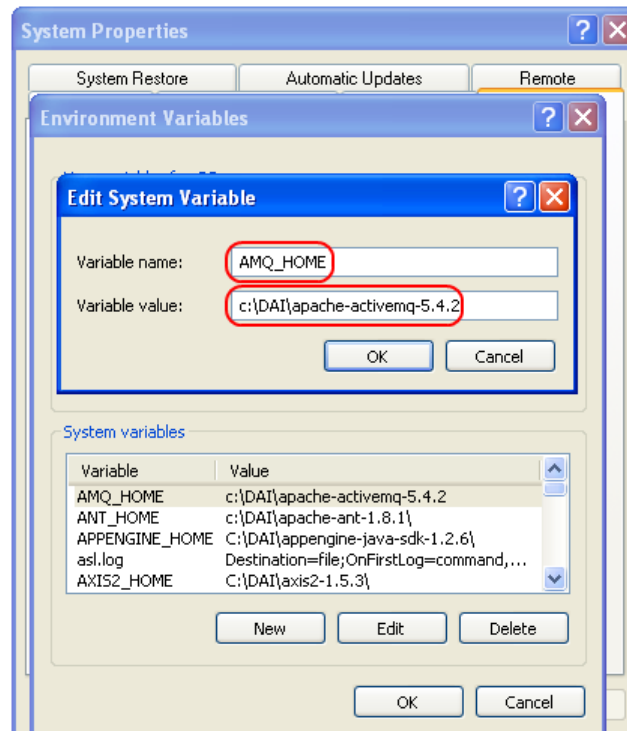 System Properties
System Restore Automatic Updates Remote
Environment Variables
Edit System Variable
Variable name: AMQ_HOME
Variable value: c:\DAI\apache-activemq-5.4.2
OK Cancel
System variables
Variable Value
AMQ_HOME c:\DAI\apache-activemq-5.4.2
ANT_HOME c:\DAI\apache-ant-1.8.1\
APPENGINE_HOME C:\DAI\appengine-java-sdk-1.2.6\
asl.log Destination=file;OnFirstLog=command,...
AXIS2_HOME C:\DAI\axis2-1.5.3\
New Edit Delete
OK Cancel